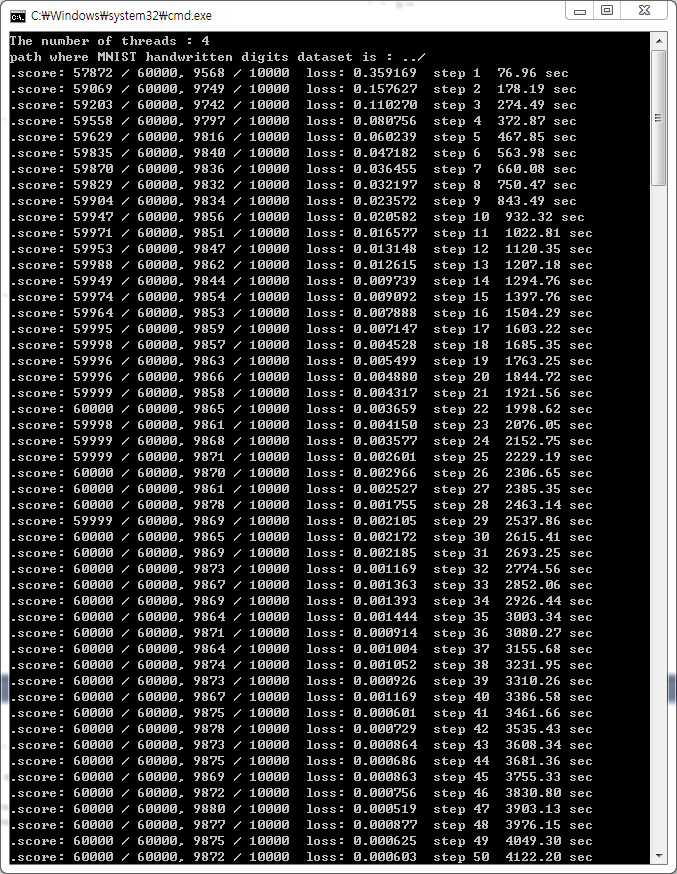 C:₩Windows₩system32₩cmd.exe
The number of threads : 4
path where MNIST handwritten digits dataset is : ../
.score: 57872 / 60000, 9568 / 10000  loss: 0.359169  step 1  76.96 sec
.score: 59069 / 60000, 9749 / 10000  loss: 0.157627  step 2  178.19 sec
.score: 59203 / 60000, 9742 / 10000  loss: 0.110270  step 3  274.49 sec
.score: 59558 / 60000, 9797 / 10000  loss: 0.080756  step 4  372.87 sec
.score: 59629 / 60000, 9816 / 10000  loss: 0.060239  step 5  467.85 sec
.score: 59835 / 60000, 9840 / 10000  loss: 0.047182  step 6  563.98 sec
.score: 59870 / 60000, 9836 / 10000  loss: 0.036455  step 7  660.08 sec
.score: 59829 / 60000, 9832 / 10000  loss: 0.032197  step 8  750.47 sec
.score: 59904 / 60000, 9834 / 10000  loss: 0.023572  step 9  843.49 sec
.score: 59947 / 60000, 9856 / 10000  loss: 0.020582  step 10  932.32 sec
.score: 59971 / 60000, 9851 / 10000  loss: 0.016577  step 11  1022.81 sec
.score: 59953 / 60000, 9847 / 10000  loss: 0.013148  step 12  1120.35 sec
.score: 59988 / 60000, 9862 / 10000  loss: 0.012615  step 13  1207.18 sec
.score: 59949 / 60000, 9844 / 10000  loss: 0.009739  step 14  1294.76 sec
.score: 59974 / 60000, 9854 / 10000  loss: 0.009092  step 15  1397.76 sec
.score: 59964 / 60000, 9853 / 10000  loss: 0.007888  step 16  1504.29 sec
.score: 59995 / 60000, 9859 / 10000  loss: 0.007147  step 17  1603.22 sec
.score: 59998 / 60000, 9857 / 10000  loss: 0.004528  step 18  1685.35 sec
.score: 59996 / 60000, 9863 / 10000  loss: 0.005499  step 19  1763.25 sec
.score: 59996 / 60000, 9866 / 10000  loss: 0.004880  step 20  1844.72 sec
.score: 59999 / 60000, 9858 / 10000  loss: 0.004317  step 21  1921.56 sec
.score: 60000 / 60000, 9865 / 10000  loss: 0.003659  step 22  1998.62 sec
.score: 59998 / 60000, 9861 / 10000  loss: 0.004150  step 23  2076.05 sec
.score: 59999 / 60000, 9868 / 10000  loss: 0.003577  step 24  2152.75 sec
.score: 59999 / 60000, 9871 / 10000  loss: 0.002601  step 25  2229.19 sec
.score: 60000 / 60000, 9870 / 10000  loss: 0.002966  step 26  2306.65 sec
.score: 60000 / 60000, 9861 / 10000  loss: 0.002527  step 27  2385.35 sec
.score: 60000 / 60000, 9878 / 10000  loss: 0.001755  step 28  2463.14 sec
.score: 59999 / 60000, 9869 / 10000  loss: 0.002105  step 29  2537.86 sec
.score: 60000 / 60000, 9865 / 10000  loss: 0.002172  step 30  2615.41 sec
.score: 60000 / 60000, 9869 / 10000  loss: 0.002185  step 31  2693.25 sec
.score: 60000 / 60000, 9873 / 10000  loss: 0.001169  step 32  2774.56 sec
.score: 60000 / 60000, 9867 / 10000  loss: 0.001363  step 33  2852.06 sec
.score: 60000 / 60000, 9869 / 10000  loss: 0.001393  step 34  2926.44 sec
.score: 60000 / 60000, 9864 / 10000  loss: 0.001444  step 35  3003.34 sec
.score: 60000 / 60000, 9871 / 10000  loss: 0.000914  step 36  3080.27 sec
.score: 60000 / 60000, 9864 / 10000  loss: 0.001004  step 37  3155.68 sec
.score: 60000 / 60000, 9874 / 10000  loss: 0.001052  step 38  3231.95 sec
.score: 60000 / 60000, 9873 / 10000  loss: 0.000926  step 39  3310.26 sec
.score: 60000 / 60000, 9867 / 10000  loss: 0.001169  step 40  3386.58 sec
.score: 60000 / 60000, 9875 / 10000  loss: 0.000601  step 41  3461.66 sec
.score: 60000 / 60000, 9878 / 10000  loss: 0.000729  step 42  3535.43 sec
.score: 60000 / 60000, 9873 / 10000  loss: 0.000864  step 43  3608.34 sec
.score: 60000 / 60000, 9875 / 10000  loss: 0.000686  step 44  3681.36 sec
.score: 60000 / 60000, 9869 / 10000  loss: 0.000863  step 45  3755.33 sec
.score: 60000 / 60000, 9872 / 10000  loss: 0.000756  step 46  3830.80 sec
.score: 60000 / 60000, 9880 / 10000  loss: 0.000519  step 47  3903.13 sec
.score: 60000 / 60000, 9877 / 10000  loss: 0.000877  step 48  3976.15 sec
.score: 60000 / 60000, 9875 / 10000  loss: 0.000625  step 49  4049.30 sec
.score: 60000 / 60000, 9872 / 10000  loss: 0.000603  step 50  4122.20 sec